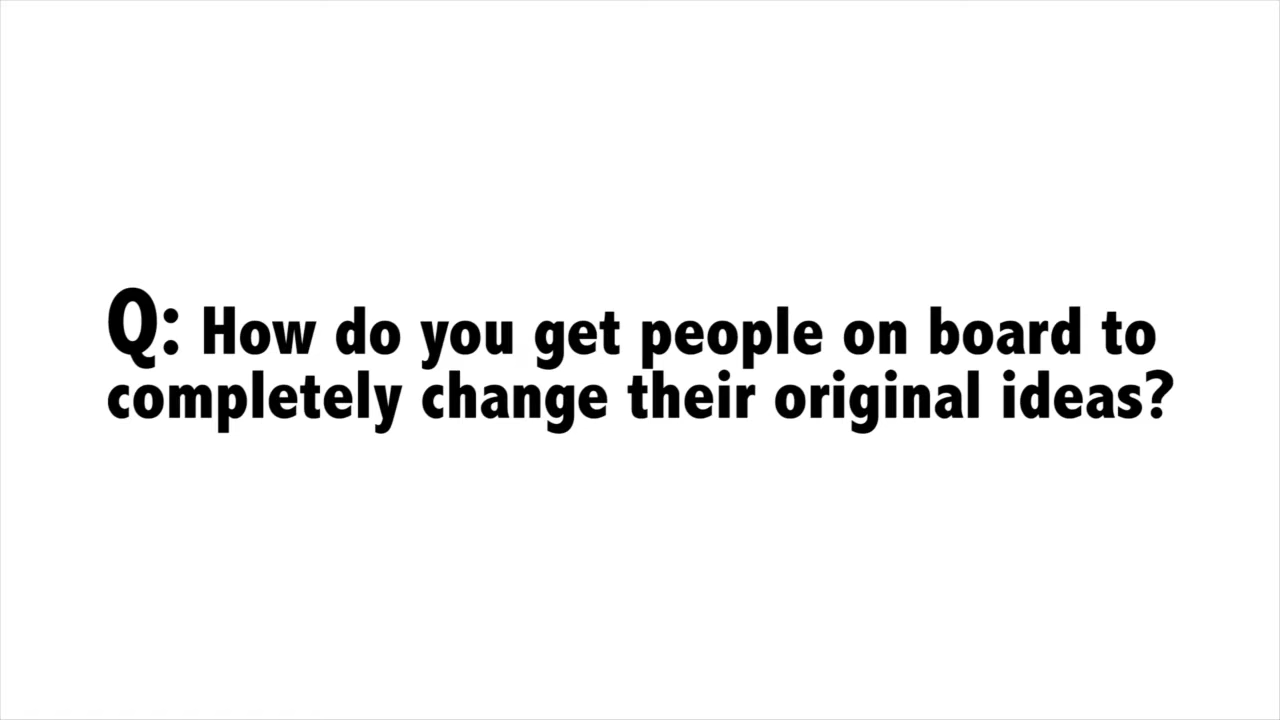 Q: How do you get people on board to
completely change their original ideas?